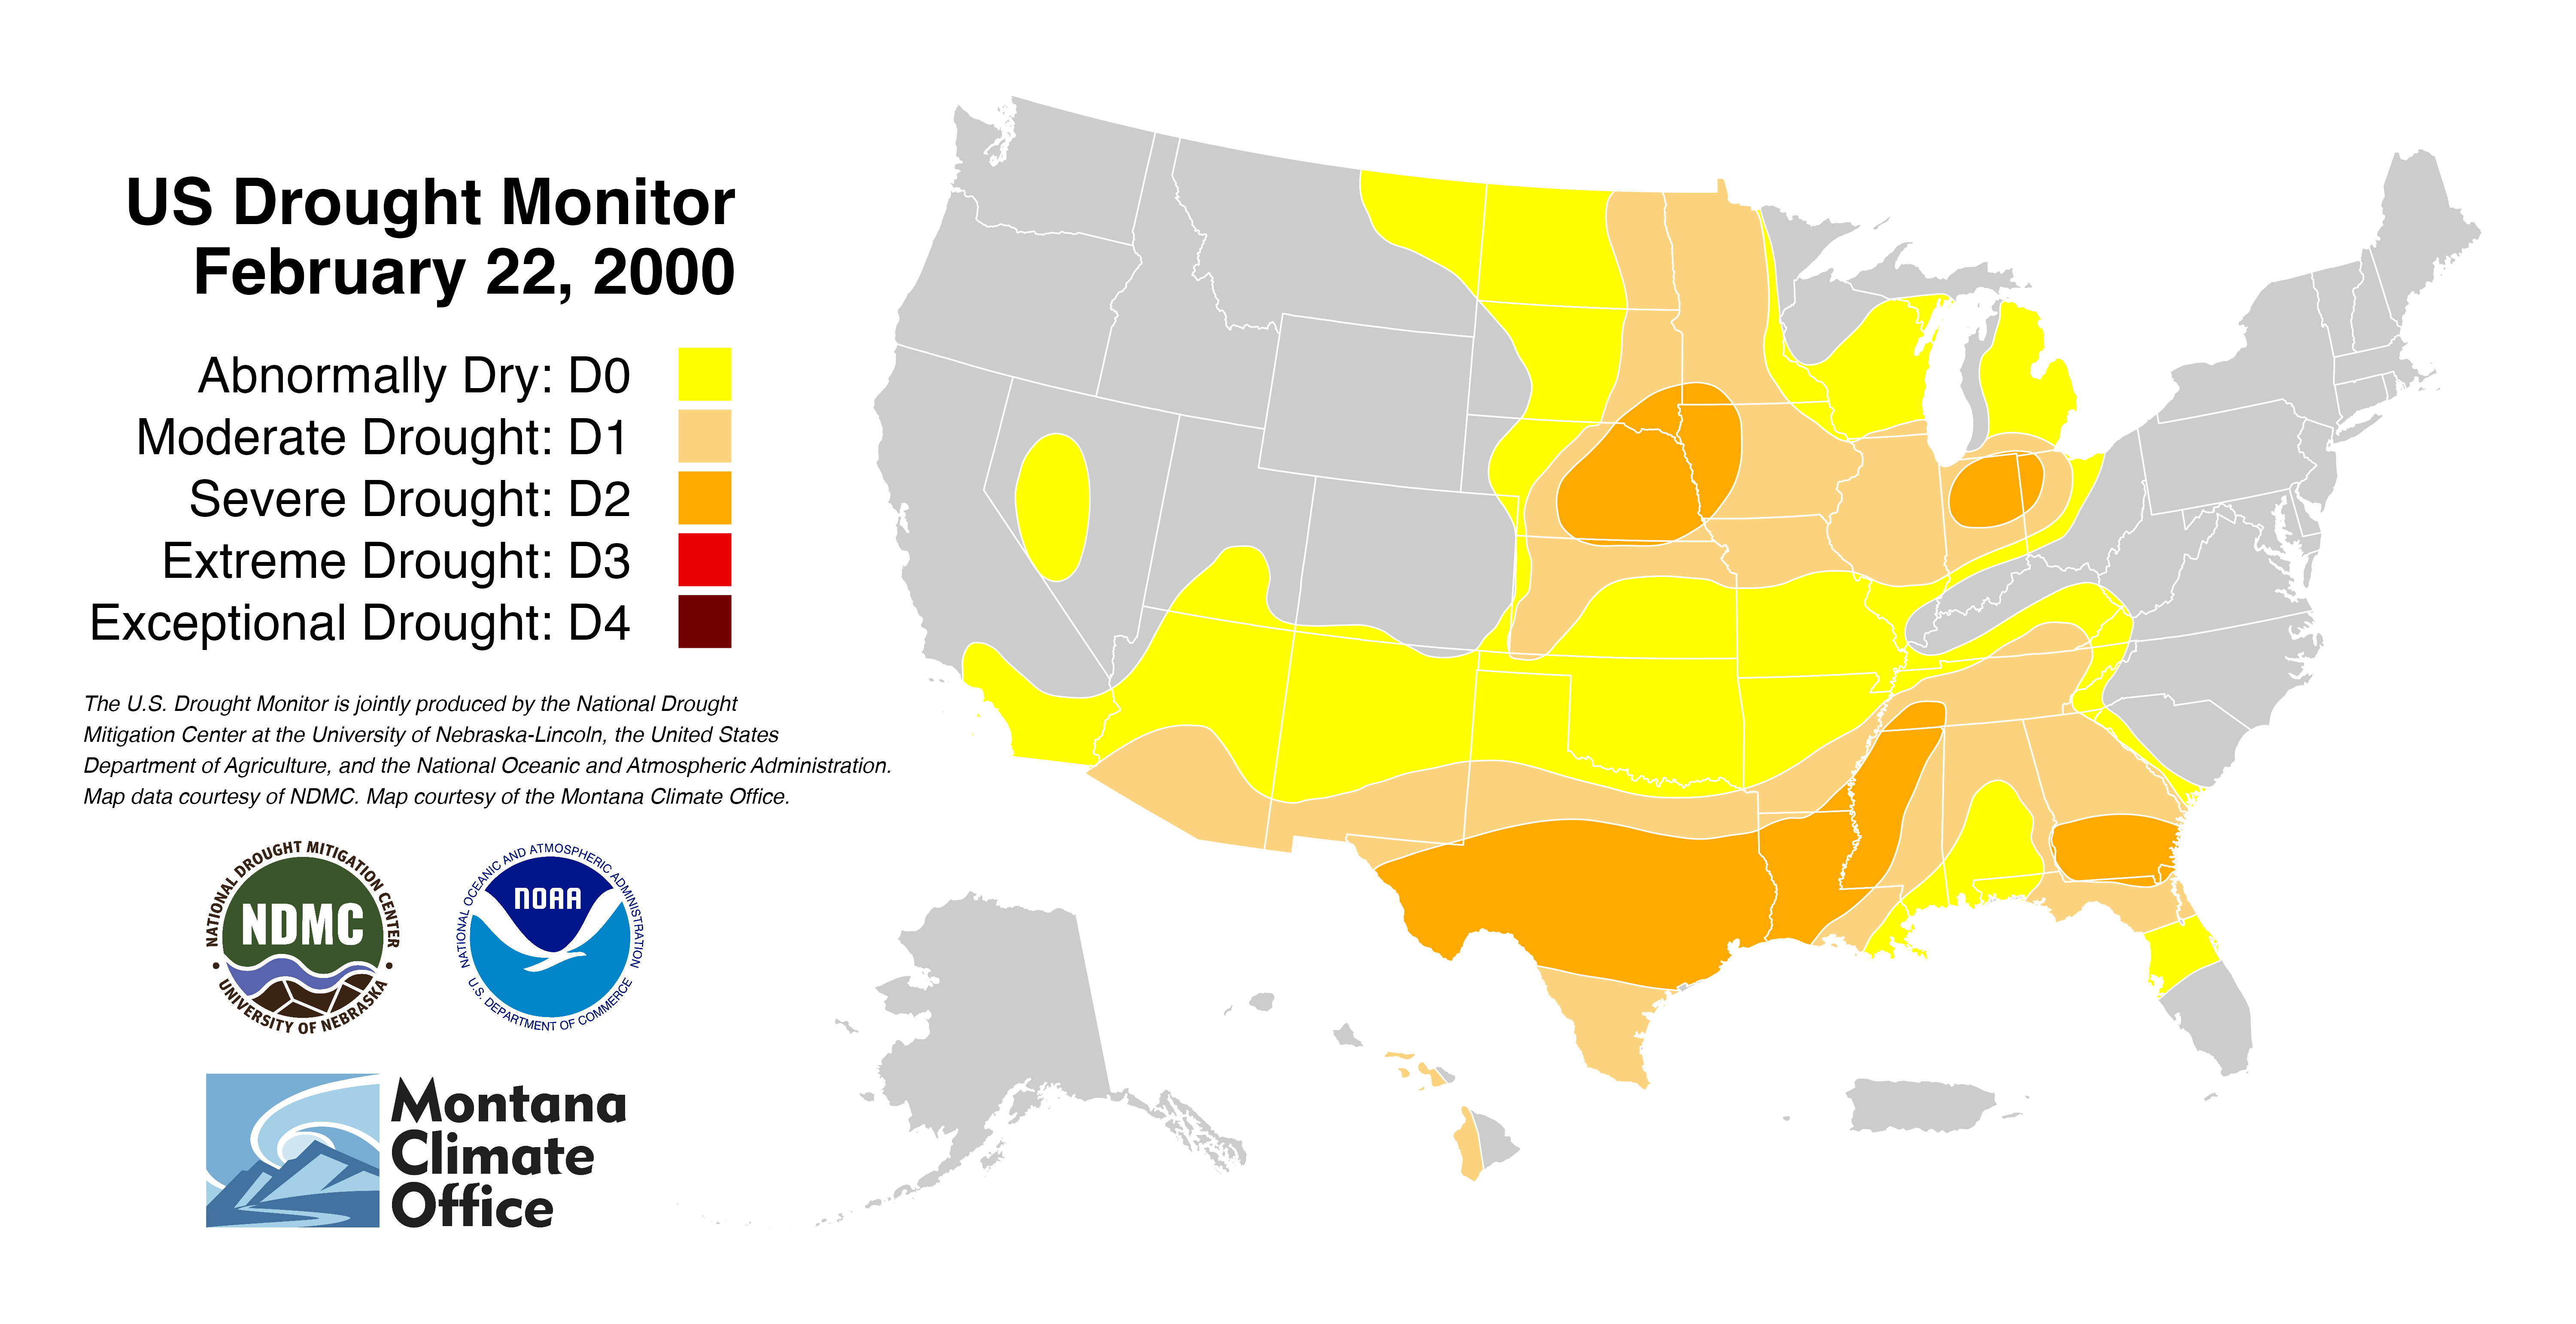 US Drought Monitor
February 22, 2000
Abnormally Dry: D0
Moderate Drought: D1
Severe Drought: D2
Extreme Drought: D3
Exceptional Drought: D4
The U.S. Drought Monitor is jointly produced by the National Drought
Mitigation Center at the University of Nebraska-Lincoln, the United States
Department of Agriculture, and the National Oceanic and Atmospheric Administration.
Map data courtesy of NDMC. Map courtesy of the Montana Climate Office.
NATIONAL DROUGHT MITIGATION CENTER
NDMC
• UNIVERSITY OF NEBRASKA •
NATIONAL OCEANIC AND ATMOSPHERIC ADMINISTRATION
NOAA
U.S. DEPARTMENT OF COMMERCE
Montana
Climate
Office